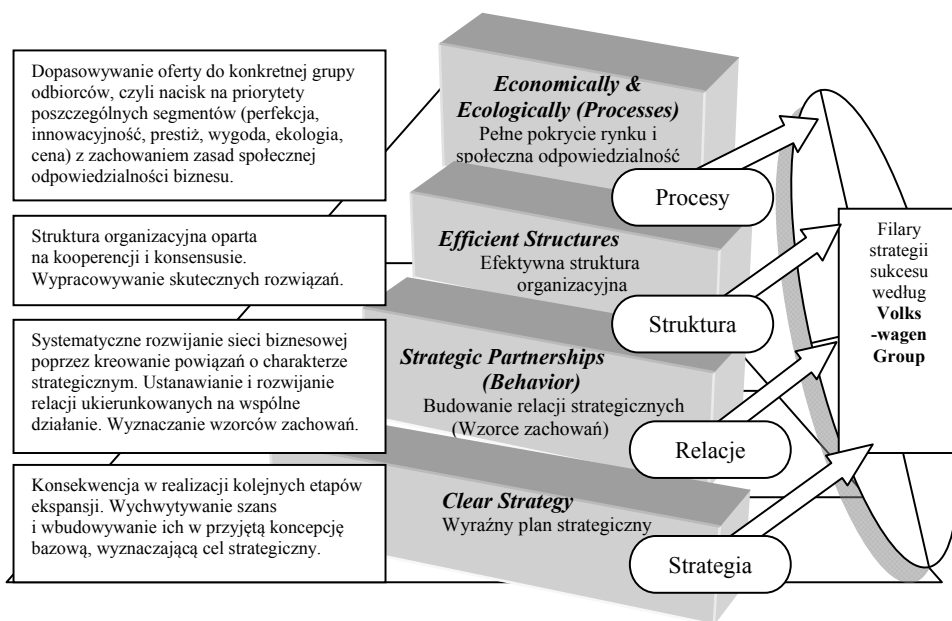 Dopasowywanie oferty do konkretnej grupy
odbiorców, czyli nacisk na priorytety
poszczególnych segmentów (perfekcja,
innowacyjność, prestiż, wygoda, ekologia,
cena) z zachowaniem zasad społecznej
odpowiedzialności biznesu.
Economically &
Ecologically (Processes)
Pełne pokrycie rynku i
społeczna odpowiedzialność
Procesy
Struktura organizacyjna oparta
na kooperencji i konsensusie.
Wypracowywanie skutecznych rozwiązań.
Efficient Structures
Efektywna struktura
organizacyjna
Struktura
Systematyczne rozwijanie sieci biznesowej
poprzez kreowanie powiązań o charakterze
strategicznym. Ustanawianie i rozwijanie
relacji ukierunkowanych na wspólne
działanie. Wyznaczanie wzorców zachowań.
Strategic Partnerships
(Behavior)
Budowanie relacji strategicznych
(Wzorce zachowań)
Relacje
Konsekwencja w realizacji kolejnych etapów
ekspansji. Wychwytywanie szans
i wbudowywanie ich w przyjętą koncepcję
bazową, wyznaczającą cel strategiczny.
Clear Strategy
Wyraźny plan strategiczny
Strategia
Filary
strategii
sukcesu
według
Volks
-wagen
Group